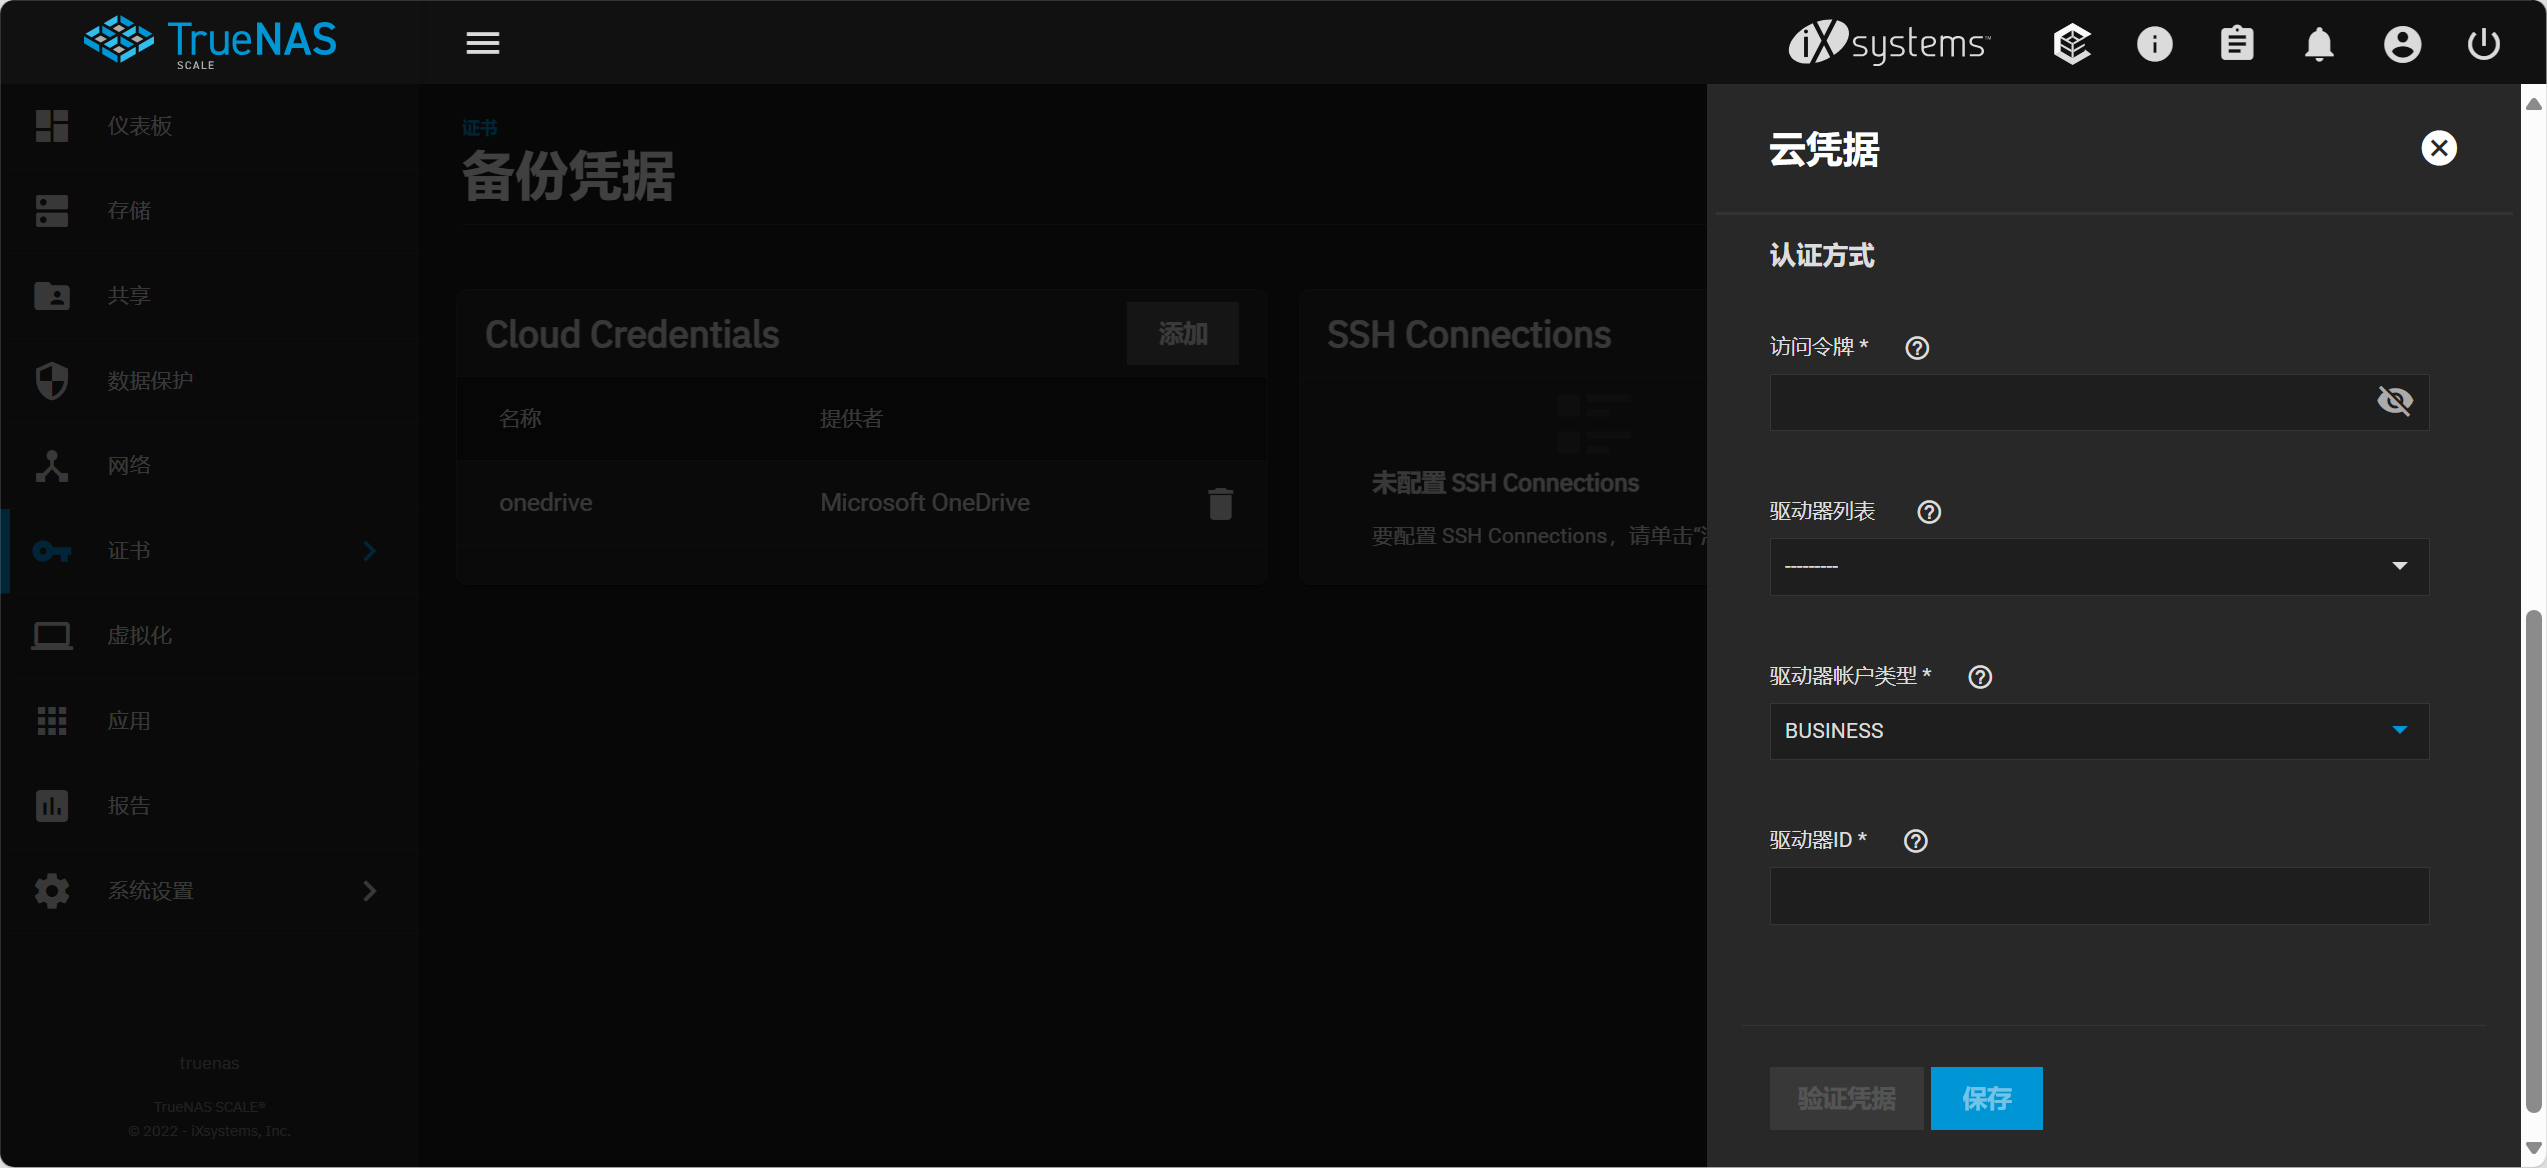 TrueNAS
SCALE
iXsystems™
仪表板
存储
共享
数据保护
网络
证书
虚拟化
应用
报告
系统设置
truenas
TrueNAS SCALE®
© 2022 - iXsystems, Inc.
证书
备份凭据
Cloud Credentials
添加
名称 提供者
onedrive Microsoft OneDrive
SSH Connections
未配置 SSH Connections
要配置 SSH Connections，请单击“
云凭据
认证方式
访问令牌 *
驱动器列表
---------
驱动器帐户类型 *
BUSINESS
驱动器ID *
验证凭据 保存